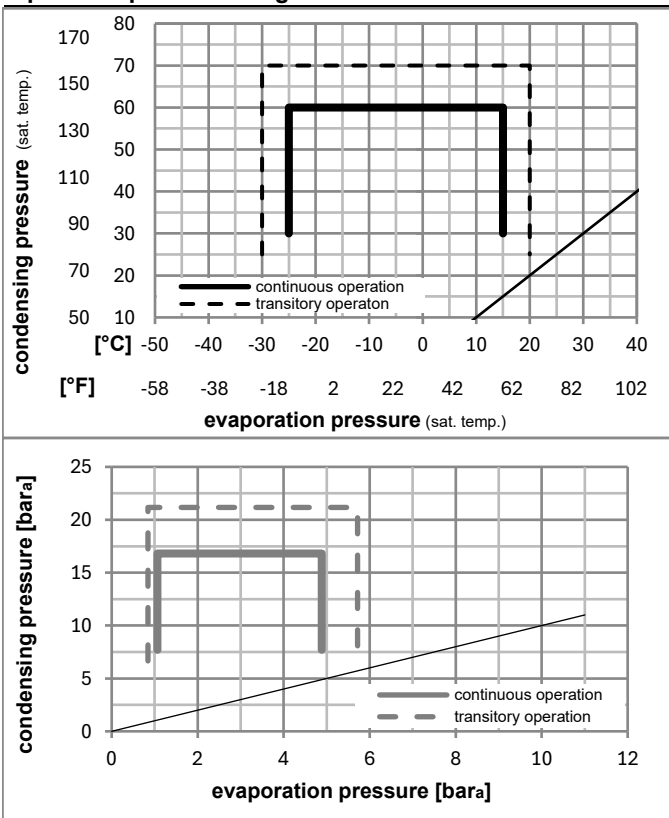 condensing pressure (sat. temp.)
170 80
150 70
130 60
110 50
90 40
70 30
50 20
10
continuous operation
transitory operaton
[°C] -50 -40 -30 -20 -10 0 10 20 30 40
[°F] -58 -38 -18 2 22 42 62 82 102
evaporation pressure (sat. temp.)
condensing pressure [bara]
25
20
15
10
5
0
continuous operation
transitory operation
0 2 4 6 8 10 12
evaporation pressure [bara]